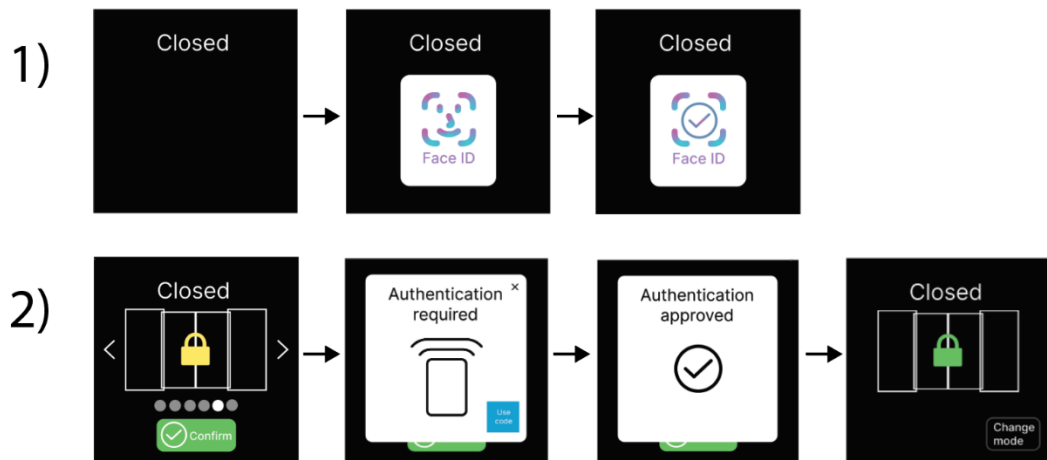 1)
Closed
Closed
Face ID
Closed
Face ID
2)
Closed
< >
Confirm
Authentication ×
required
Use
code
Authentication
approved
Closed
Change
mode